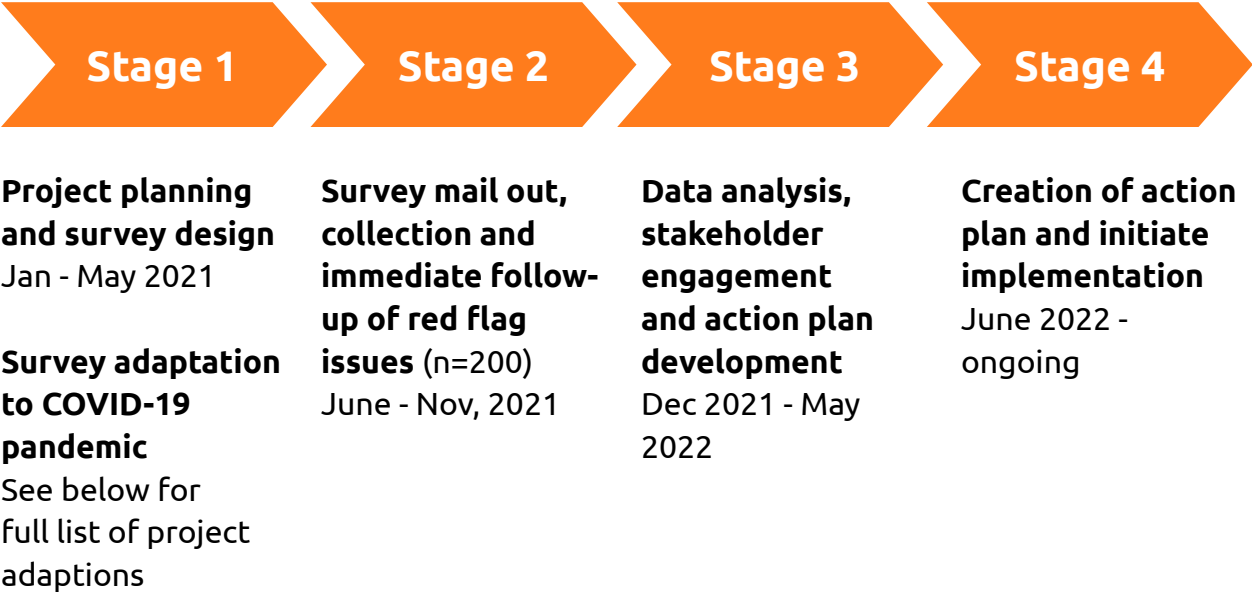 Stage 1
Stage 2
Stage 3
Stage 4
Project planning
and survey design
Jan - May 2021
Survey adaptation
to COVID-19
pandemic
See below for
full list of project
adaptions
Survey mail out,
collection and
immediate follow-
up of red flag
issues (n=200)
June - Nov, 2021
Data analysis,
stakeholder
engagement
and action plan
development
Dec 2021 - May
2022
Creation of action
plan and initiate
implementation
June 2022 -
ongoing